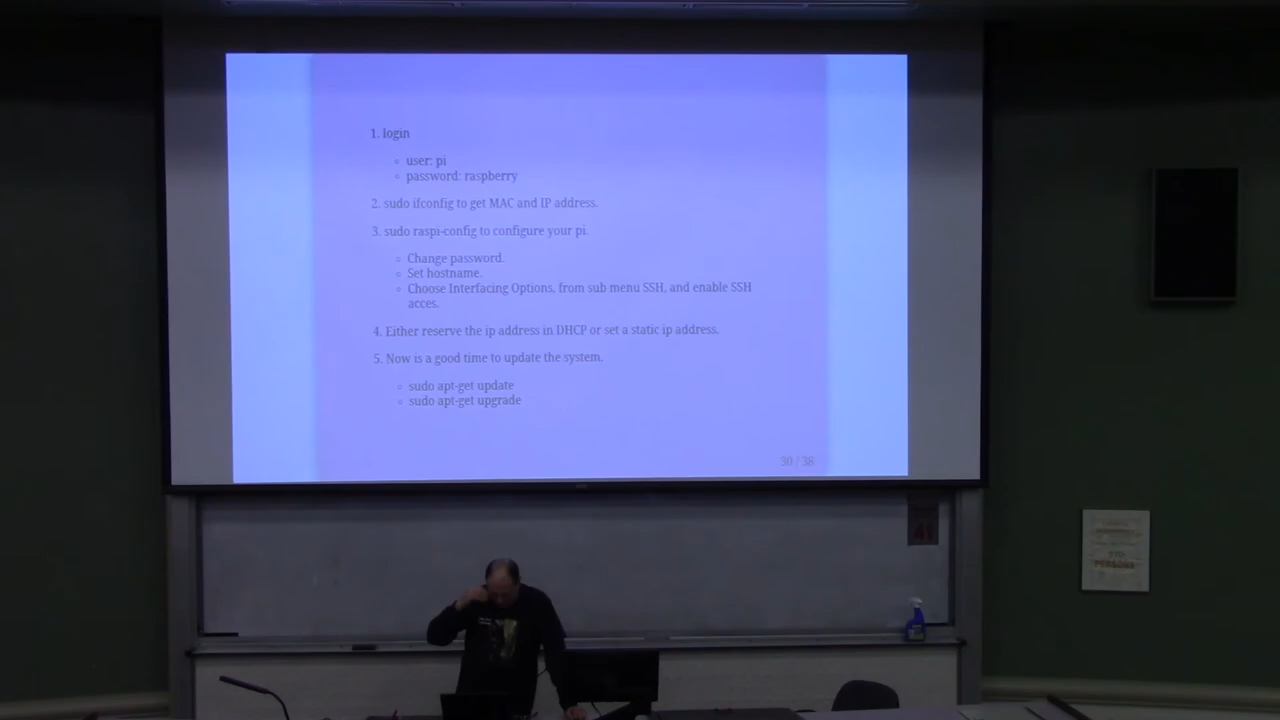 1. login
◦ user: pi
◦ password: raspberry
2. sudo ifconfig to get MAC and IP address.
3. sudo raspi-config to configure your pi.
◦ Change password.
◦ Set hostname.
◦ Choose Interfacing Options, from sub menu SSH, and enable SSH
acces.
4. Either reserve the ip address in DHCP or set a static ip address.
5. Now is a good time to update the system.
◦ sudo apt-get update
◦ sudo apt-get upgrade
30 / 38
41
PERSONS